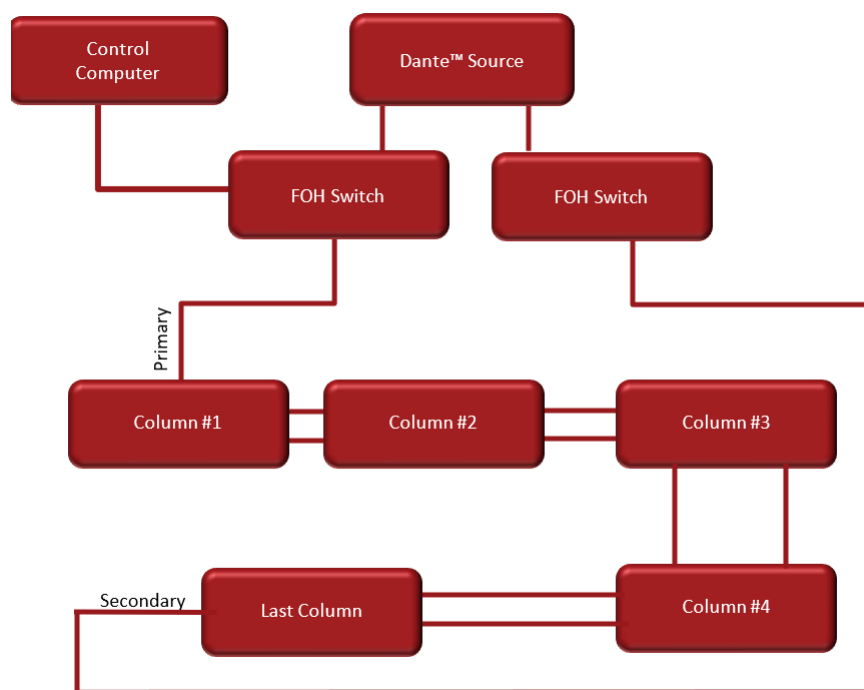 Control
Computer
Dante™ Source
FOH Switch
FOH Switch
Primary
Column #1
Column #2
Column #3
Secondary
Last Column
Column #4